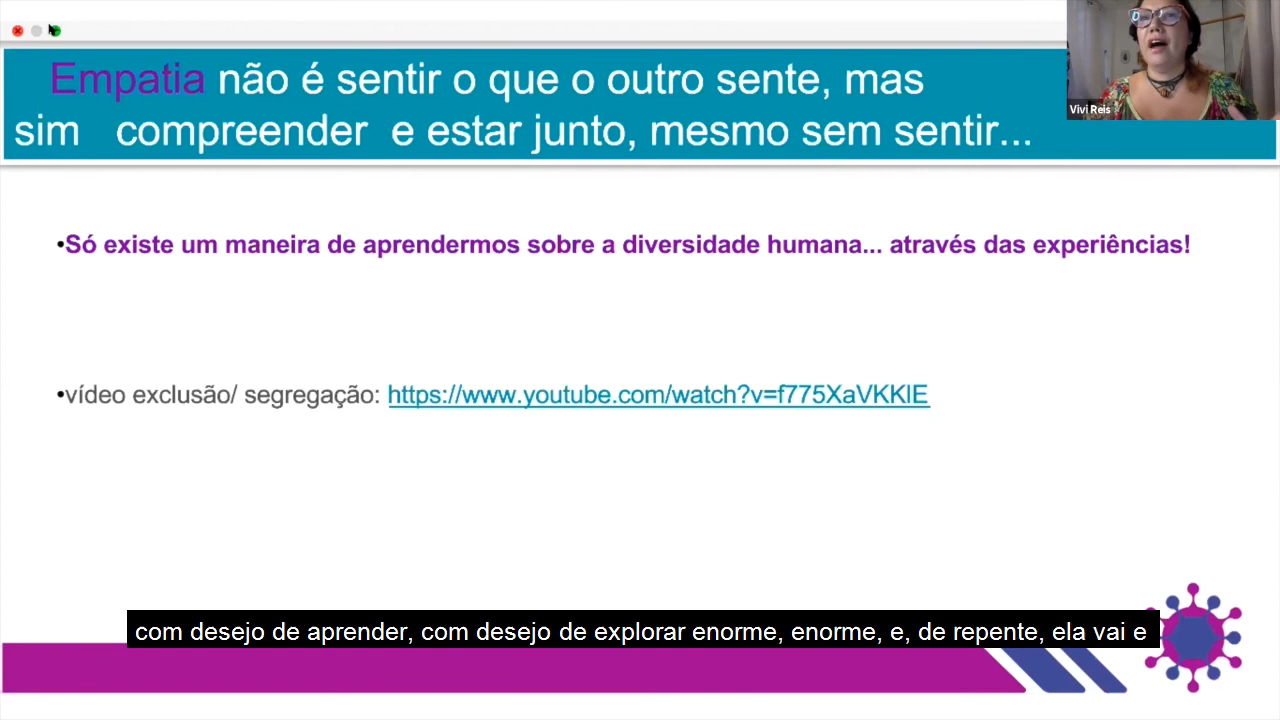 Empatia não é sentir o que o outro sente, mas
sim compreender e estar junto, mesmo sem sentir...
Vivi Reis
•Só existe um maneira de aprendermos sobre a diversidade humana... através das experiências!
•vídeo exclusão/ segregação: https://www.youtube.com/watch?v=f775XaVKKlE
com desejo de aprender, com desejo de explorar enorme, enorme, e, de repente, ela vai e